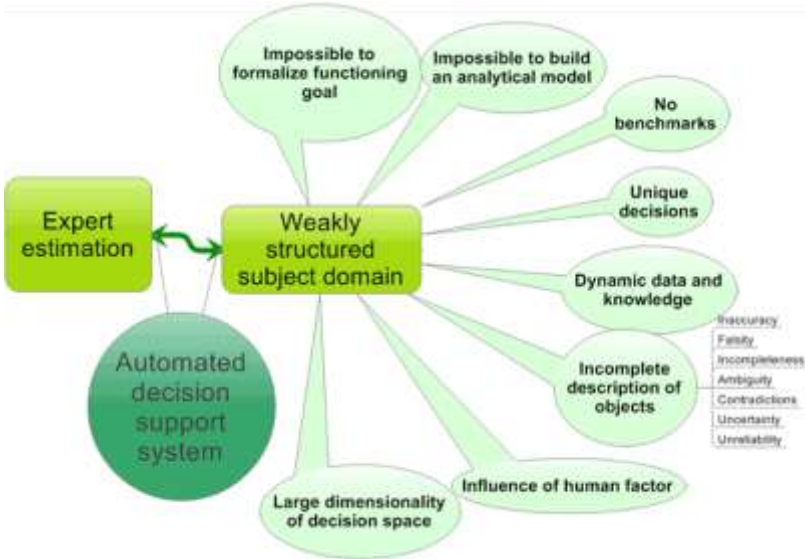 Impossible to
formalize functioning
goal
Impossible to build
an analytical model
No
benchmarks
Unique
decisions
Expert
estimation
Weakly
structured
subject domain
Dynamic data and
knowledge
Inaccuracy
Falsity
Incompleteness
Ambiguity
Contradictions
Uncertainty
Unreliability
Incomplete
description of
objects
Automated
decision
support
system
Influence of human factor
Large dimensionality
of decision space